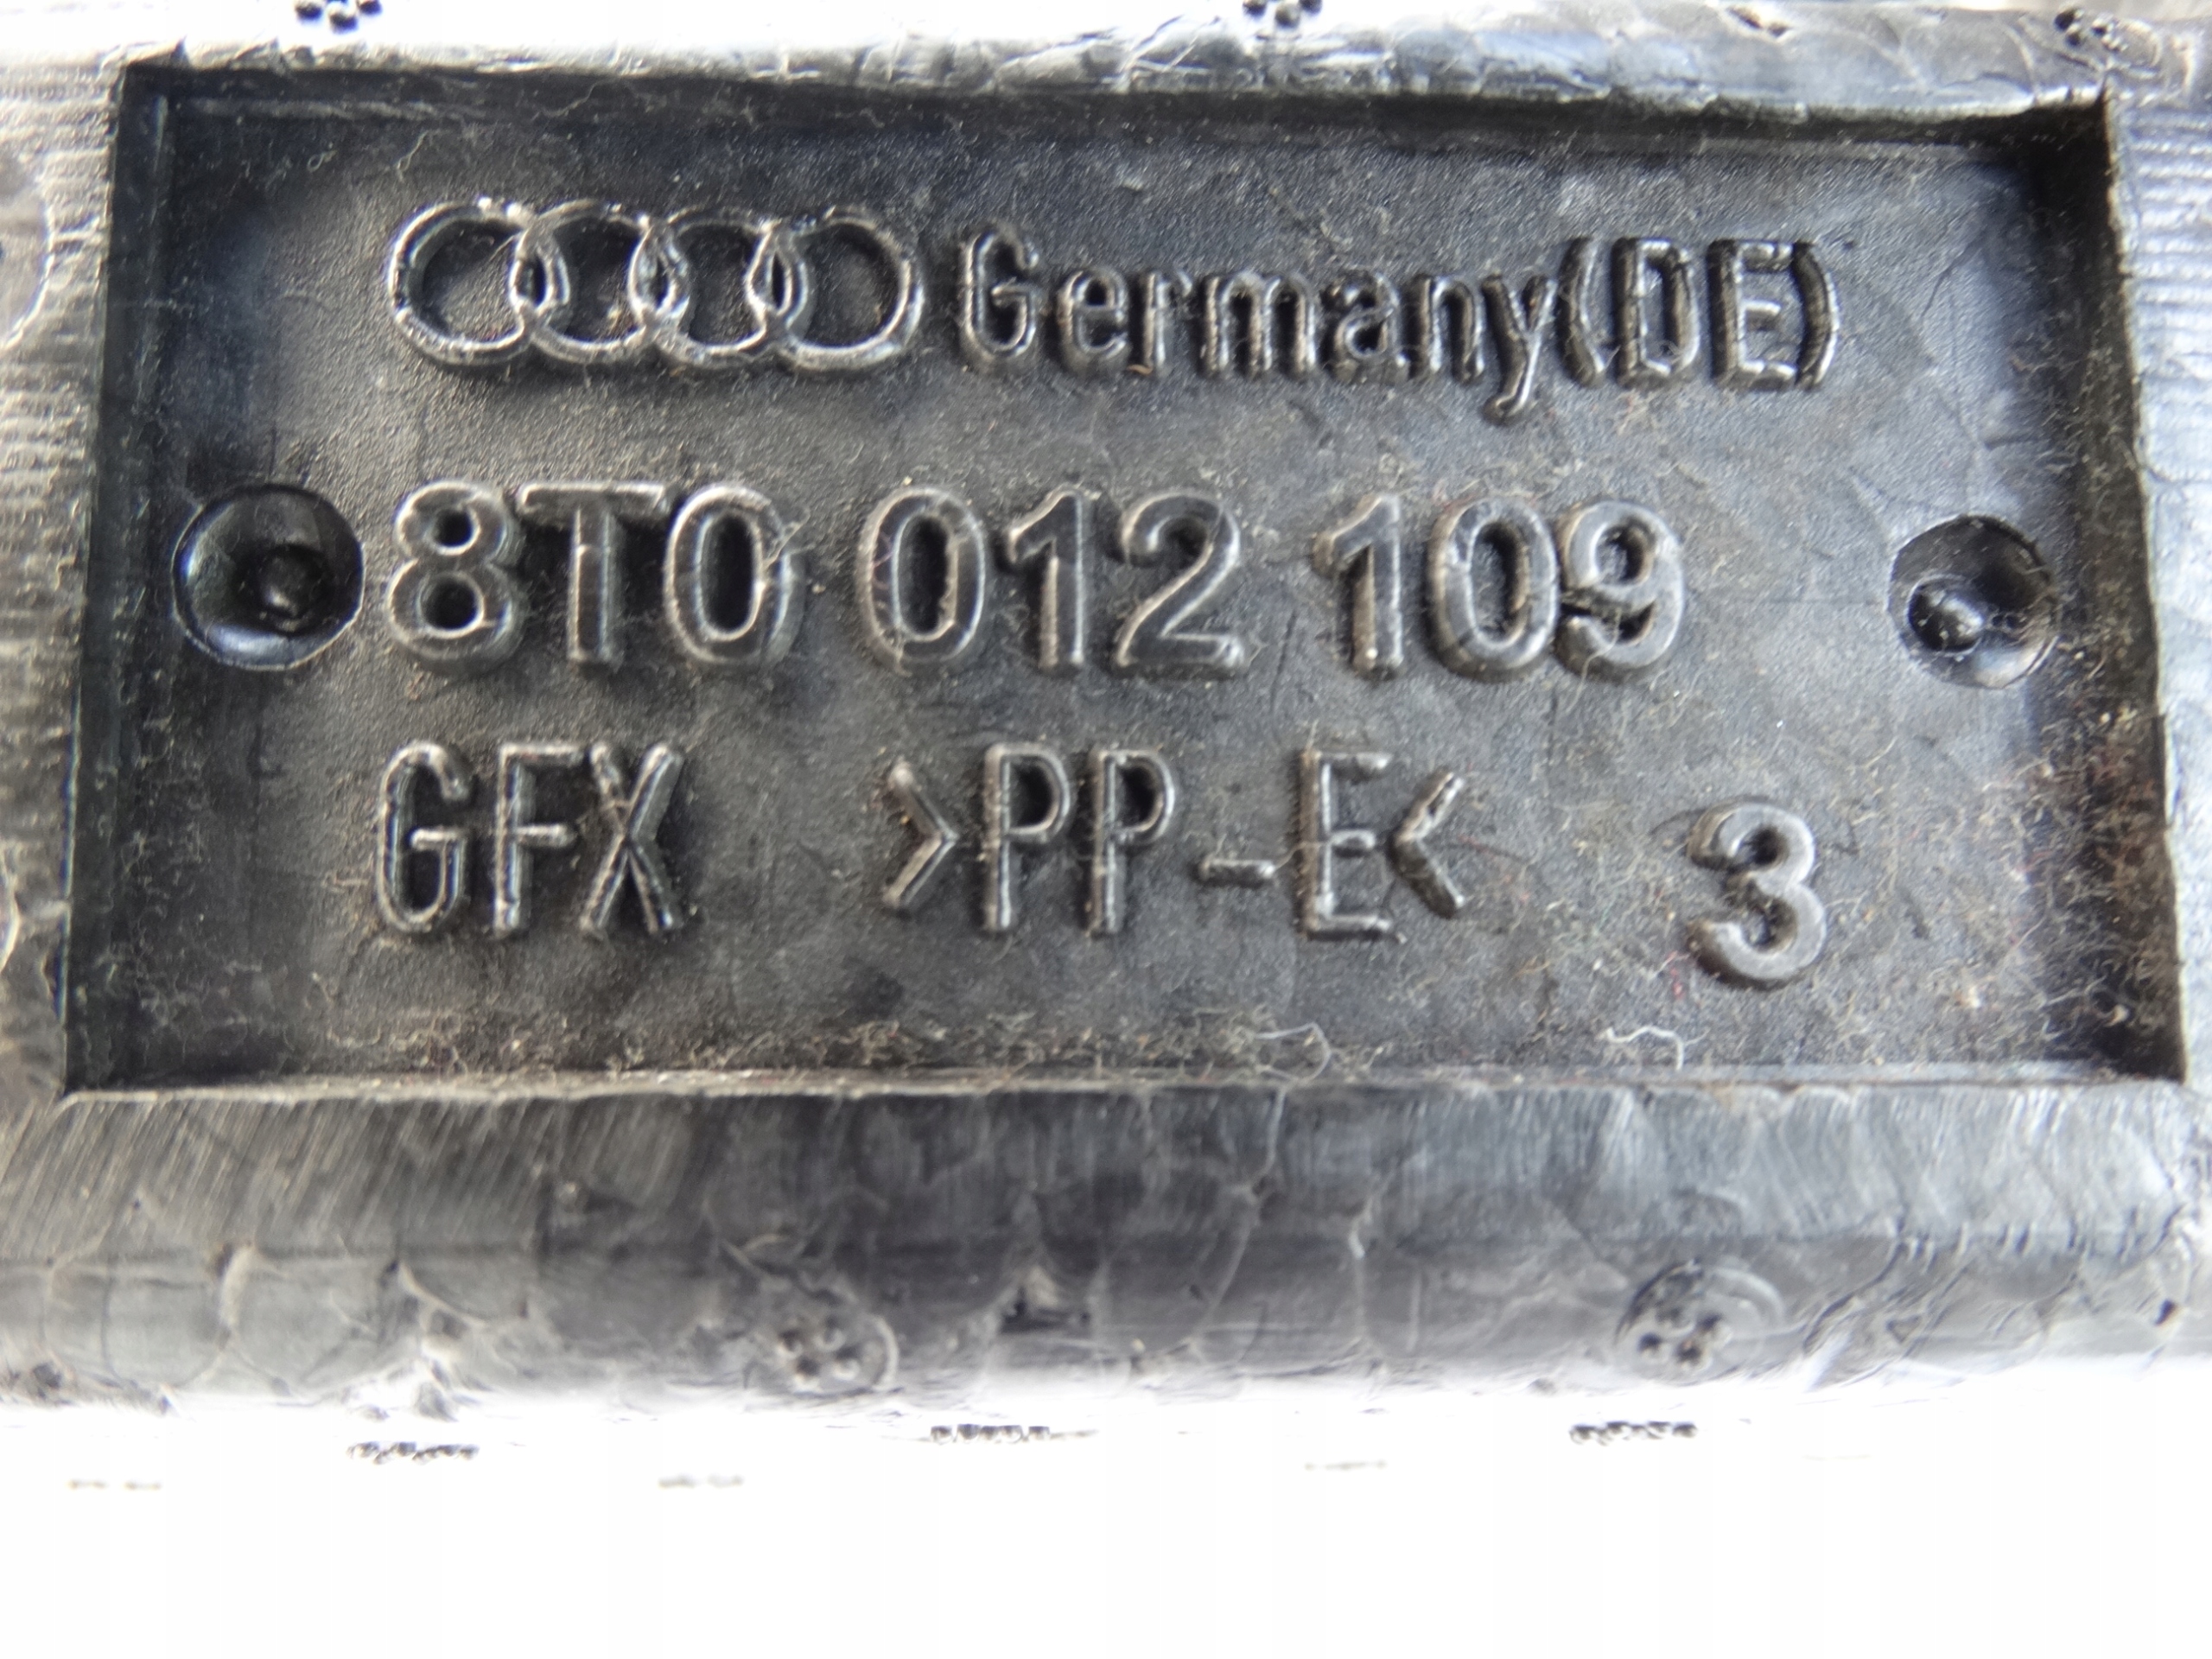 Germany(DE)
8T0 012 109
GFX >PP-E< 3